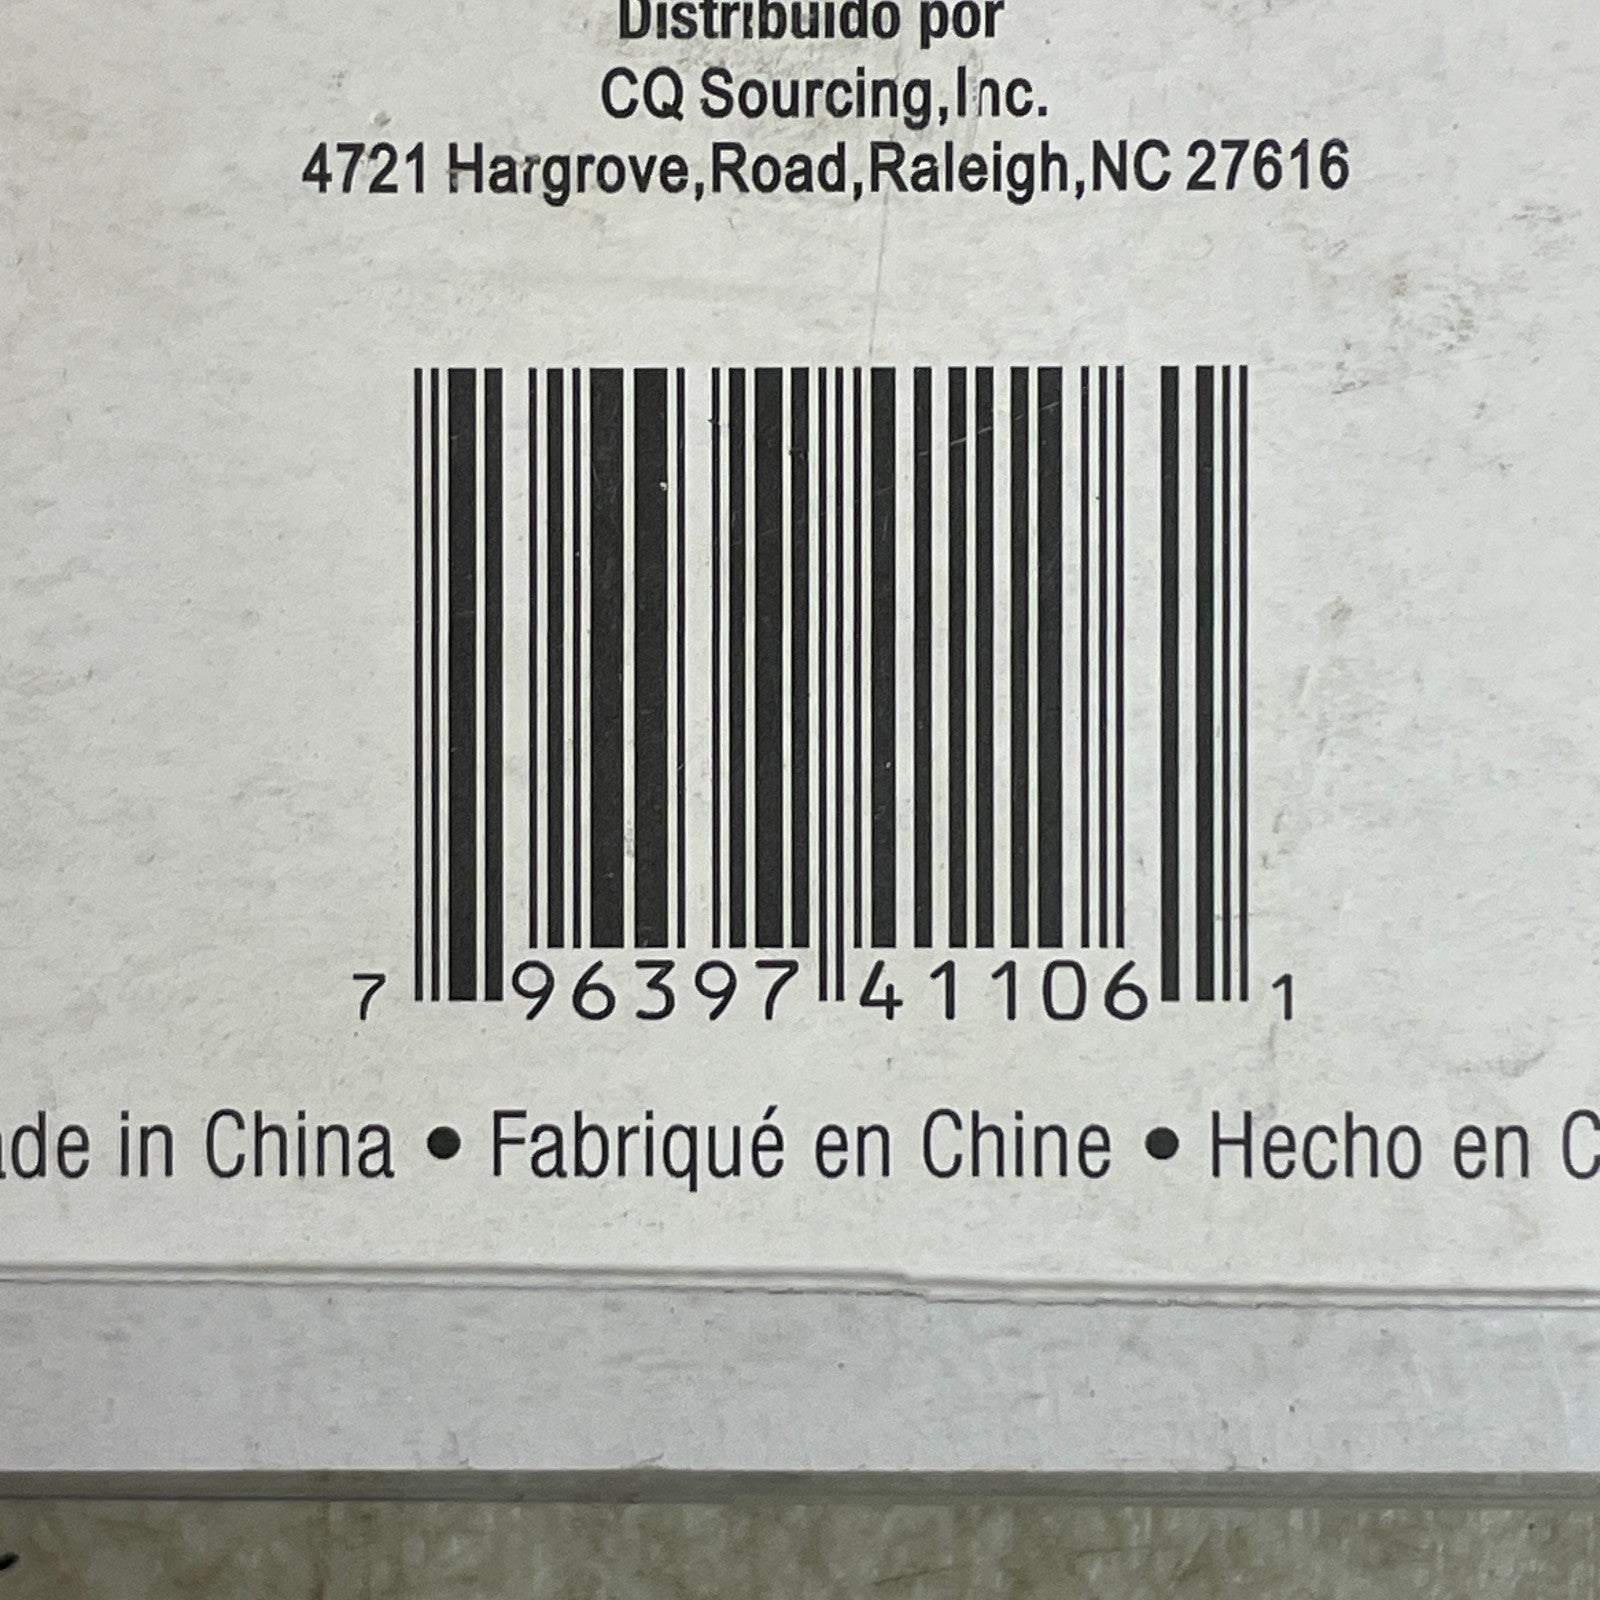 Distribuido por
CQ Sourcing,Inc.
4721 Hargrove,Road,Raleigh,NC 27616
7 96397 41106 1
ade in China • Fabriqué en Chine • Hecho en C